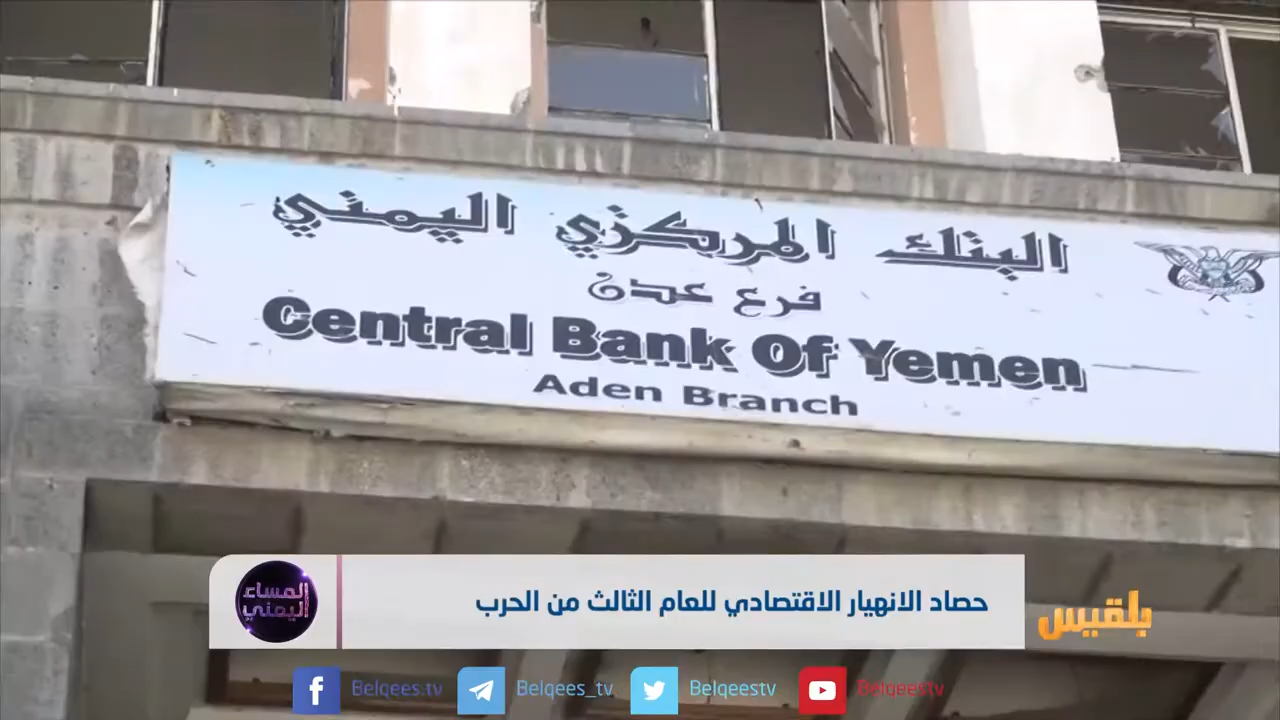 البنك المركزي اليمني
فرع عدن
Central Bank Of Yemen
Aden Branch
المساء
اليمني
حصاد الانهيار الاقتصادي للعام الثالث من الحرب
بلقيس
Belqees.tv
Belqees_tv
Belqeestv
Belqeestv